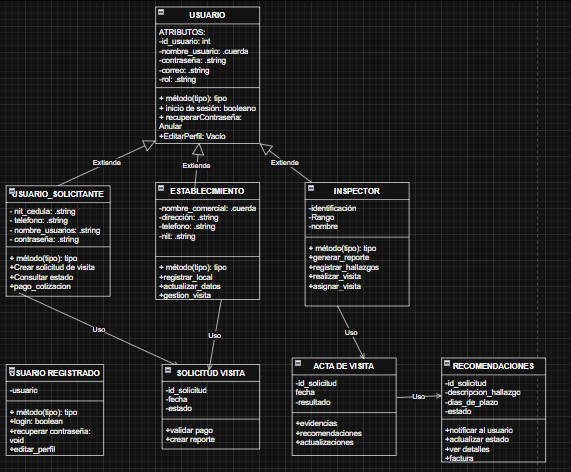 USUARIO
ATRIBUTOS:
-id_usuario: int
-nombre_usuario: .cuerda
-contraseña: .string
-correo: .string
-rol: .string
+ método(tipo): tipo
+ inicio de sesión: booleano
+ recuperarContraseña:
Anular
+EditarPerfil: Vacío
Extiende
Extiende
Extiende
USUARIO_SOLICITANTE
- nit_cedula: .string
- telefono: .string
- nombre_usuarios: .string
- contraseña: .string
+ método(tipo): tipo
+Crear solicitud de visita
+Consultar estado
+pago_cotizacion
ESTABLECIMIENTO
-nombre_comercial: .cuerda
-dirección: .string
-telefono: .string
-nit: .string
+ método(tipo): tipo
+registrar_local
+actualizar_datos
+gestion_visita
INSPECTOR
-identificación
-Rango
-nombre
+ método(tipo): tipo
+generar_reporte
+registrar_hallazgos
+realizar_visita
+asignar_visita
Uso
Uso
Uso
USUARIO REGISTRADO
-usuario
+ método(tipo): tipo
+login: boolean
+recuperar contraseña:
void
+editar_perfil
SOLICITUD VISITA
-id_solicitud
-fecha
-estado
+validar pago
+crear reporte
ACTA DE VISITA
-id_solicitud
fecha
-resultado
+evidencias
+recomendaciones
+actualizaciones
Uso
RECOMENDACIONES
-id_solicitud
-descripcion_hallazgc
-dias_de_plazo
-estado
+notificar al usuario
+actualizar estado
+ver detalles
+factura